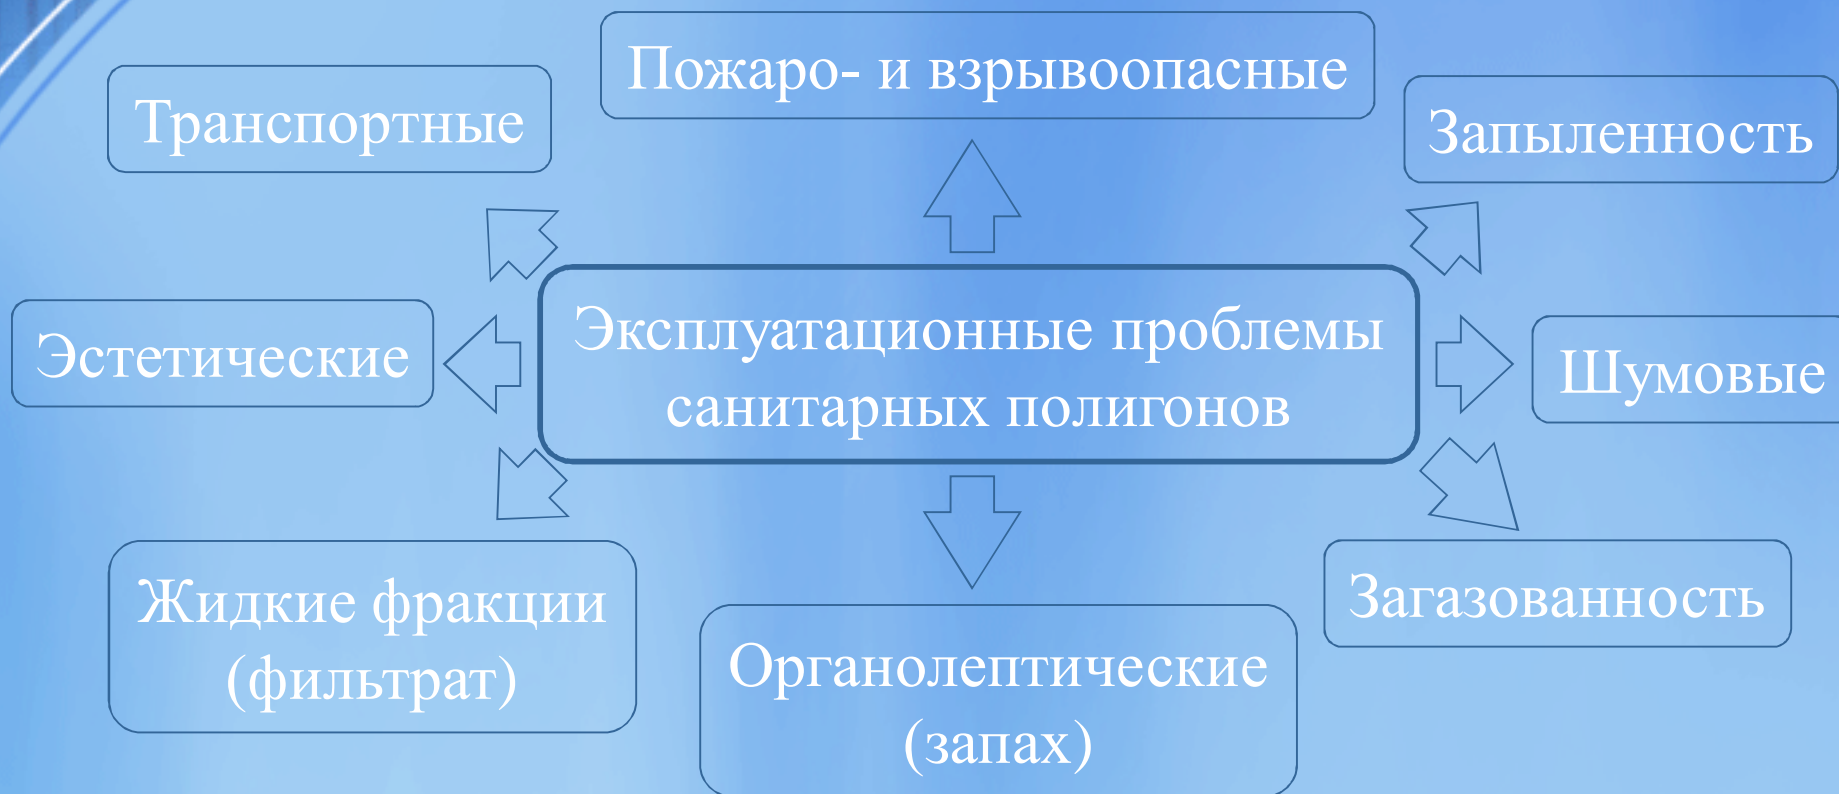 Пожаро- и взрывоопасные
Транспортные
Запыленность
Эксплуатационные проблемы
санитарных полигонов
Эстетические
Шумовые
Жидкие фракции
(фильтрат)
Органолептические
(запах)
Загазованность